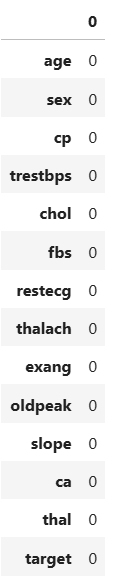 0
age 0
sex 0
cp 0
trestbps 0
chol 0
fbs 0
restecg 0
thalach 0
exang 0
oldpeak 0
slope 0
ca 0
thal 0
target 0